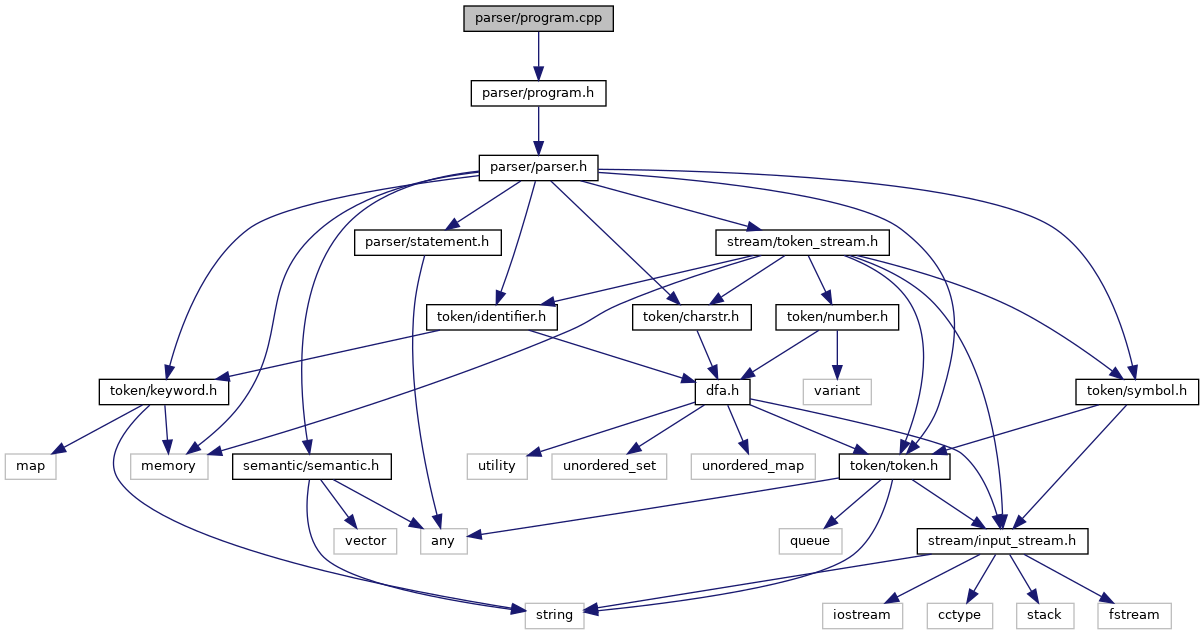 parser/program.cpp
parser/program.h
parser/parser.h
parser/statement.h
stream/token_stream.h
token/identifier.h
token/charstr.h
token/number.h
token/keyword.h
dfa.h
variant
token/symbol.h
map
memory
semantic/semantic.h
utility
unordered_set
unordered_map
token/token.h
vector
any
queue
stream/input_stream.h
string
iostream
cctype
stack
fstream